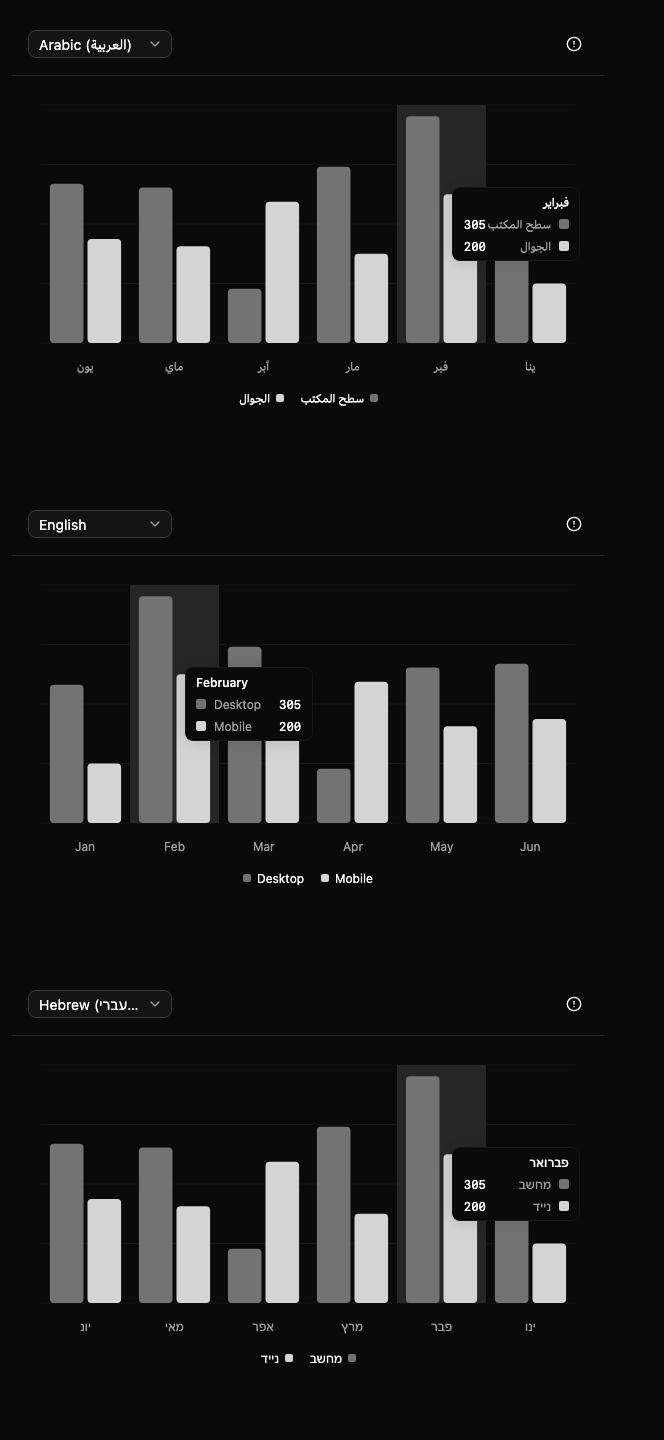 Arabic (العربية)
فبراير
سطح المكتب 305
الجوال 200
ينا فبر مار أبر ماي يون
سطح المكتب الجوال
English
February
Desktop 305
Mobile 200
Jan Feb Mar Apr May Jun
Desktop Mobile
Hebrew (עברי...
פברואר
מחשב 305
נייד 200
ינו פבר מרץ אפר מאי יונ
מחשב נייד